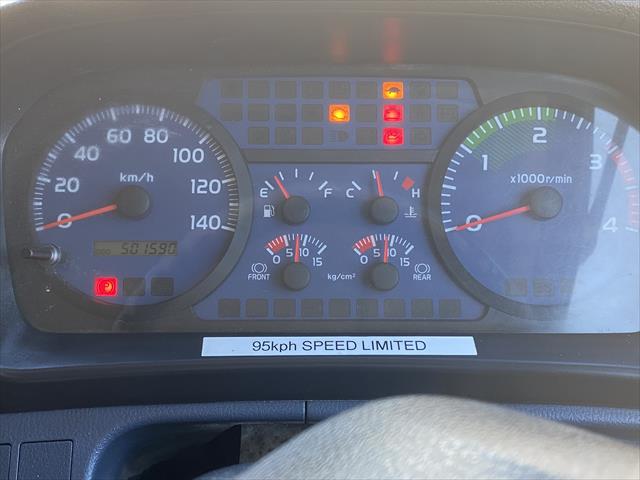 0 20 40 60 80 100 120 140
km/h
ODO 501590
E F
C H
0 5 10 15
FRONT
kg/cm²
0 5 10 15
REAR
0 1 2 3 4
x1000r/min
95kph SPEED LIMITED